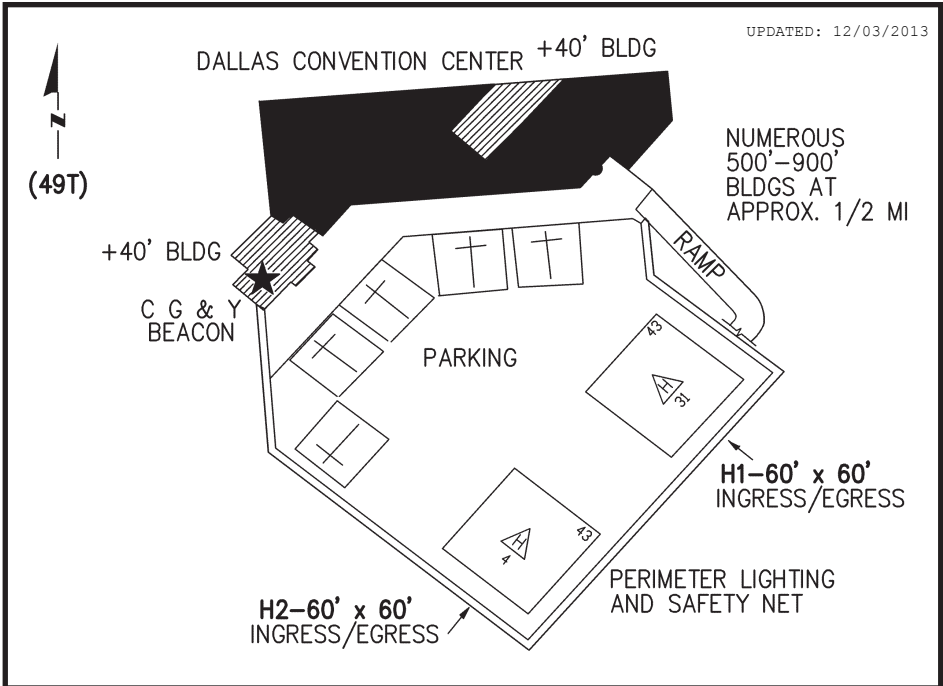 UPDATED: 12/03/2013
DALLAS CONVENTION CENTER
+40' BLDG
N
(49T)
NUMEROUS
500'-900'
BLDGS AT
APPROX. 1/2 MI
+40' BLDG
RAMP
C G & Y
BEACON
PARKING
43
H
31
H1-60' x 60'
INGRESS/EGRESS
43
H
4
PERIMETER LIGHTING
AND SAFETY NET
H2-60' x 60'
INGRESS/EGRESS